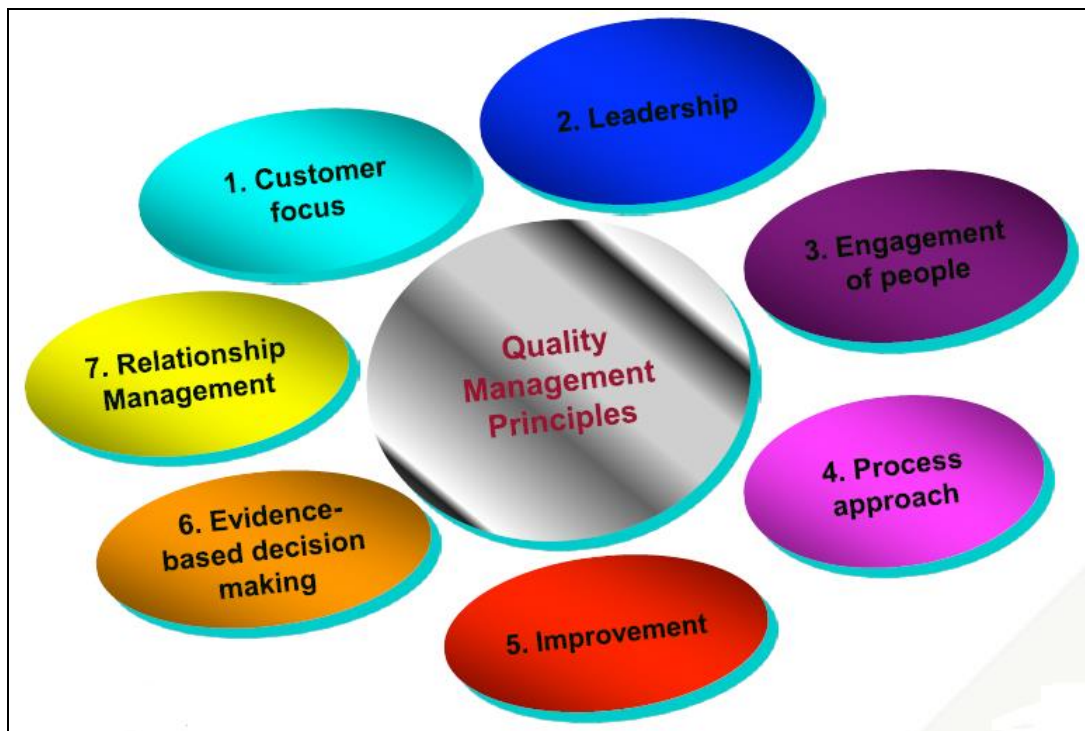 Quality
Management
Principles
1. Customer
focus
2. Leadership
3. Engagement
of people
4. Process
approach
5. Improvement
6. Evidence-
based decision
making
7. Relationship
Management